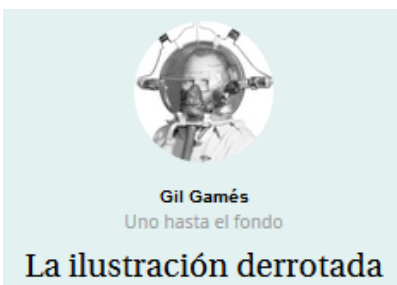 Gil Gamés
Uno hasta el fondo
La ilustración derrotada